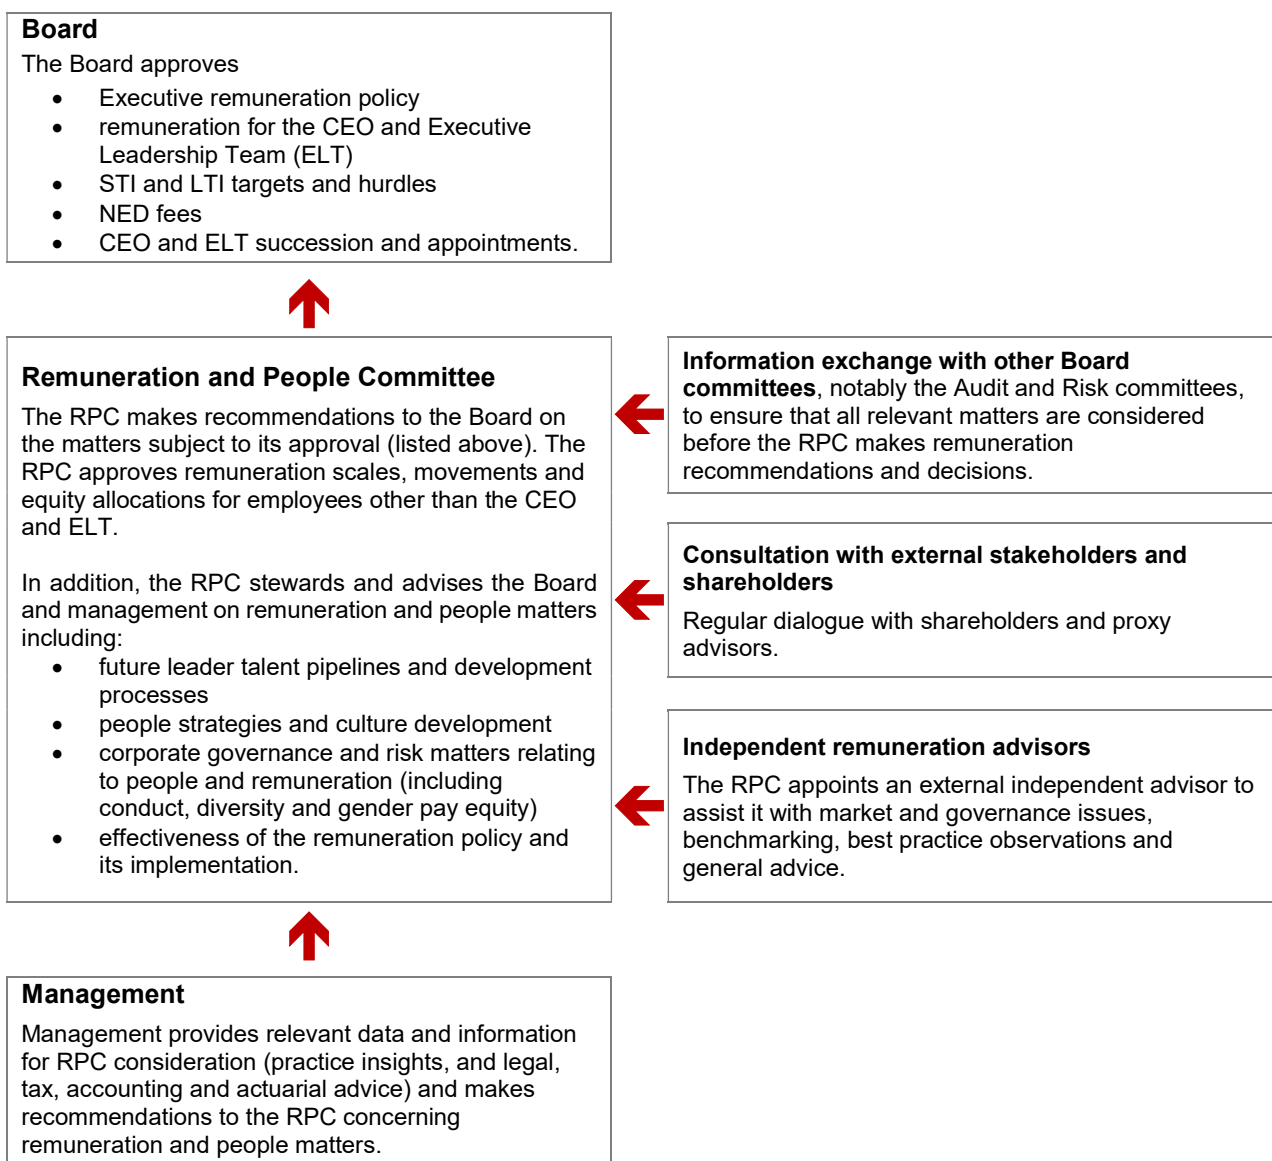 Board
The Board approves
• Executive remuneration policy
• remuneration for the CEO and Executive
Leadership Team (ELT)
• STI and LTI targets and hurdles
• NED fees
• CEO and ELT succession and appointments.
Remuneration and People Committee
The RPC makes recommendations to the Board on
the matters subject to its approval (listed above). The
RPC approves remuneration scales, movements and
equity allocations for employees other than the CEO
and ELT.
In addition, the RPC stewards and advises the Board
and management on remuneration and people matters
including:
• future leader talent pipelines and development
processes
• people strategies and culture development
• corporate governance and risk matters relating
to people and remuneration (including
conduct, diversity and gender pay equity)
• effectiveness of the remuneration policy and
its implementation.
Information exchange with other Board
committees, notably the Audit and Risk committees,
to ensure that all relevant matters are considered
before the RPC makes remuneration
recommendations and decisions.
Consultation with external stakeholders and
shareholders
Regular dialogue with shareholders and proxy
advisors.
Independent remuneration advisors
The RPC appoints an external independent advisor to
assist it with market and governance issues,
benchmarking, best practice observations and
general advice.
Management
Management provides relevant data and information
for RPC consideration (practice insights, and legal,
tax, accounting and actuarial advice) and makes
recommendations to the RPC concerning
remuneration and people matters.